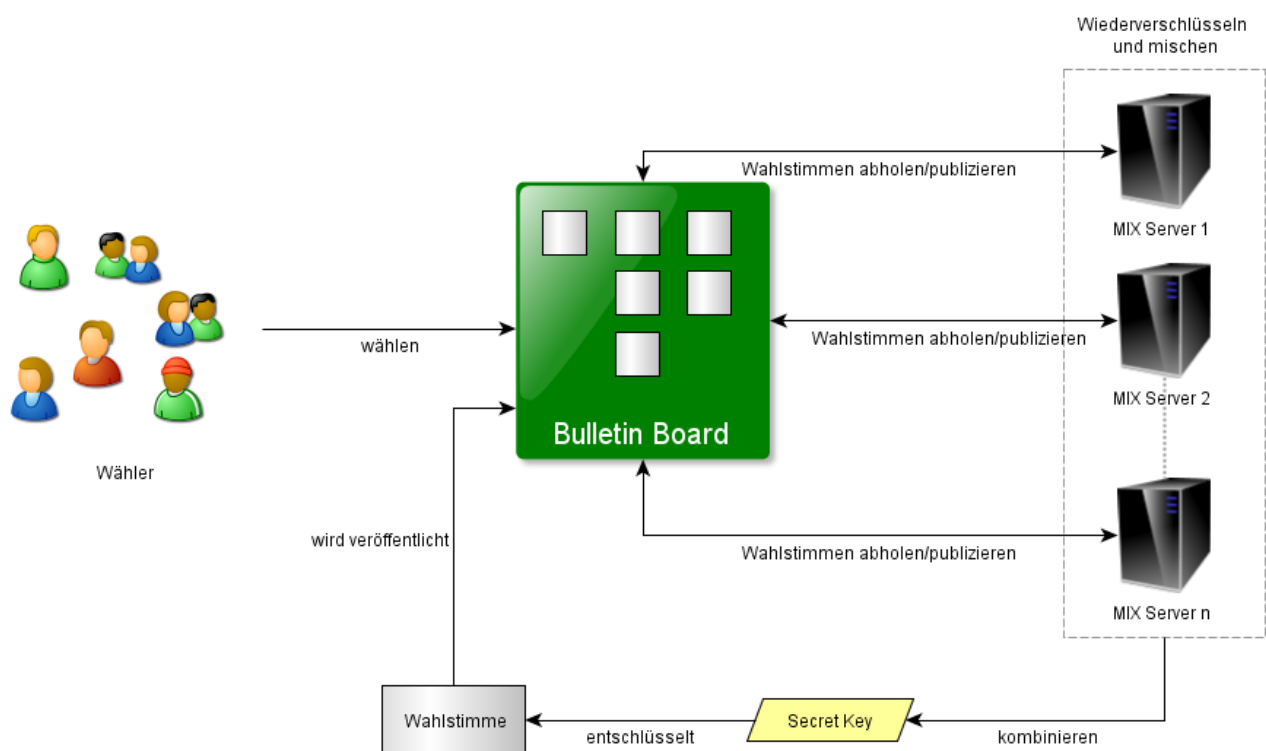 Wiederverschlüsseln
und mischen
Wahlstimmen abholen/publizieren
MIX Server 1
wählen
Wahlstimmen abholen/publizieren
MIX Server 2
Bulletin Board
Wähler
wird veröffentlicht
Wahlstimmen abholen/publizieren
MIX Server n
Wahlstimme
entschlüsselt
Secret Key
kombinieren